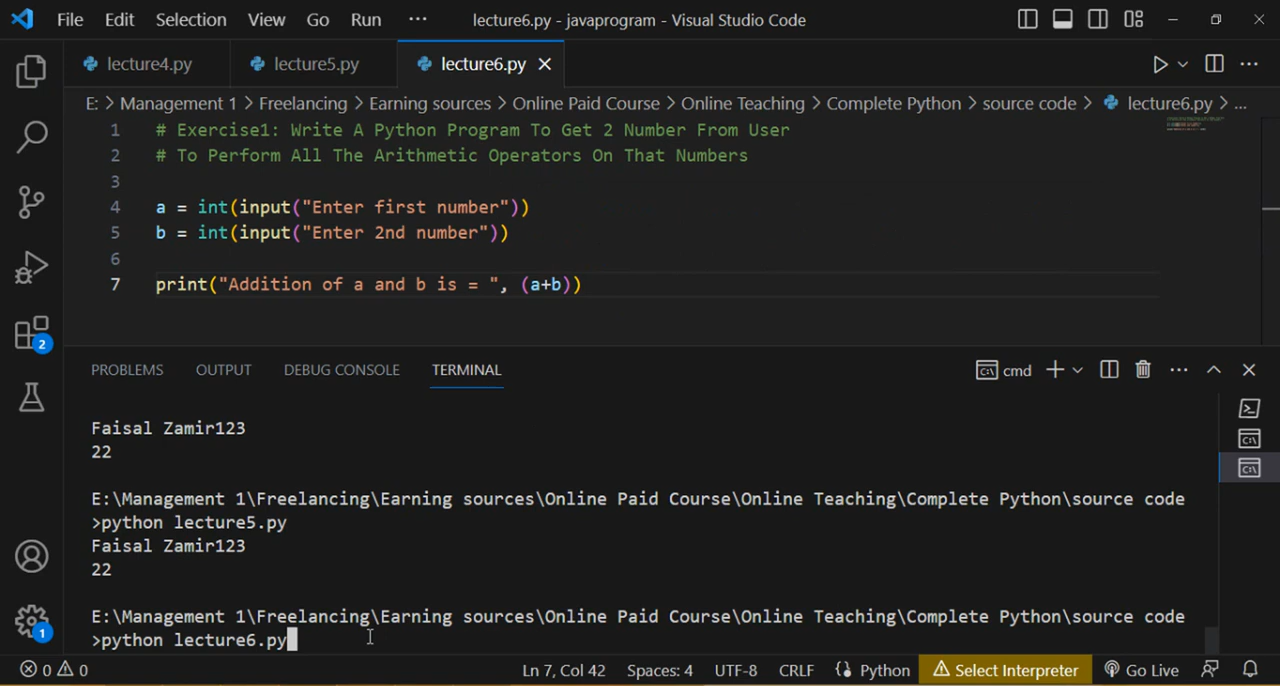 File Edit Selection View Go Run ··· lecture6.py - javaprogram - Visual Studio Code
lecture4.py lecture5.py lecture6.py
E: > Management 1 > Freelancing > Earning sources > Online Paid Course > Online Teaching > Complete Python > source code > lecture6.py > ...
1 # Exercise1: Write A Python Program To Get 2 Number From User
2 # To Perform All The Arithmetic Operators On That Numbers
3
4 a = int(input("Enter first number"))
5 b = int(input("Enter 2nd number"))
6
7 print("Addition of a and b is = ", (a+b))
2
PROBLEMS OUTPUT DEBUG CONSOLE TERMINAL cmd
Faisal Zamir123
22
E:\Management 1\Freelancing\Earning sources\Online Paid Course\Online Teaching\Complete Python\source code
>python lecture5.py
Faisal Zamir123
22
E:\Management 1\Freelancing\Earning sources\Online Paid Course\Online Teaching\Complete Python\source code
>python lecture6.py
1
0 0 Ln 7, Col 42 Spaces: 4 UTF-8 CRLF Python Select Interpreter Go Live